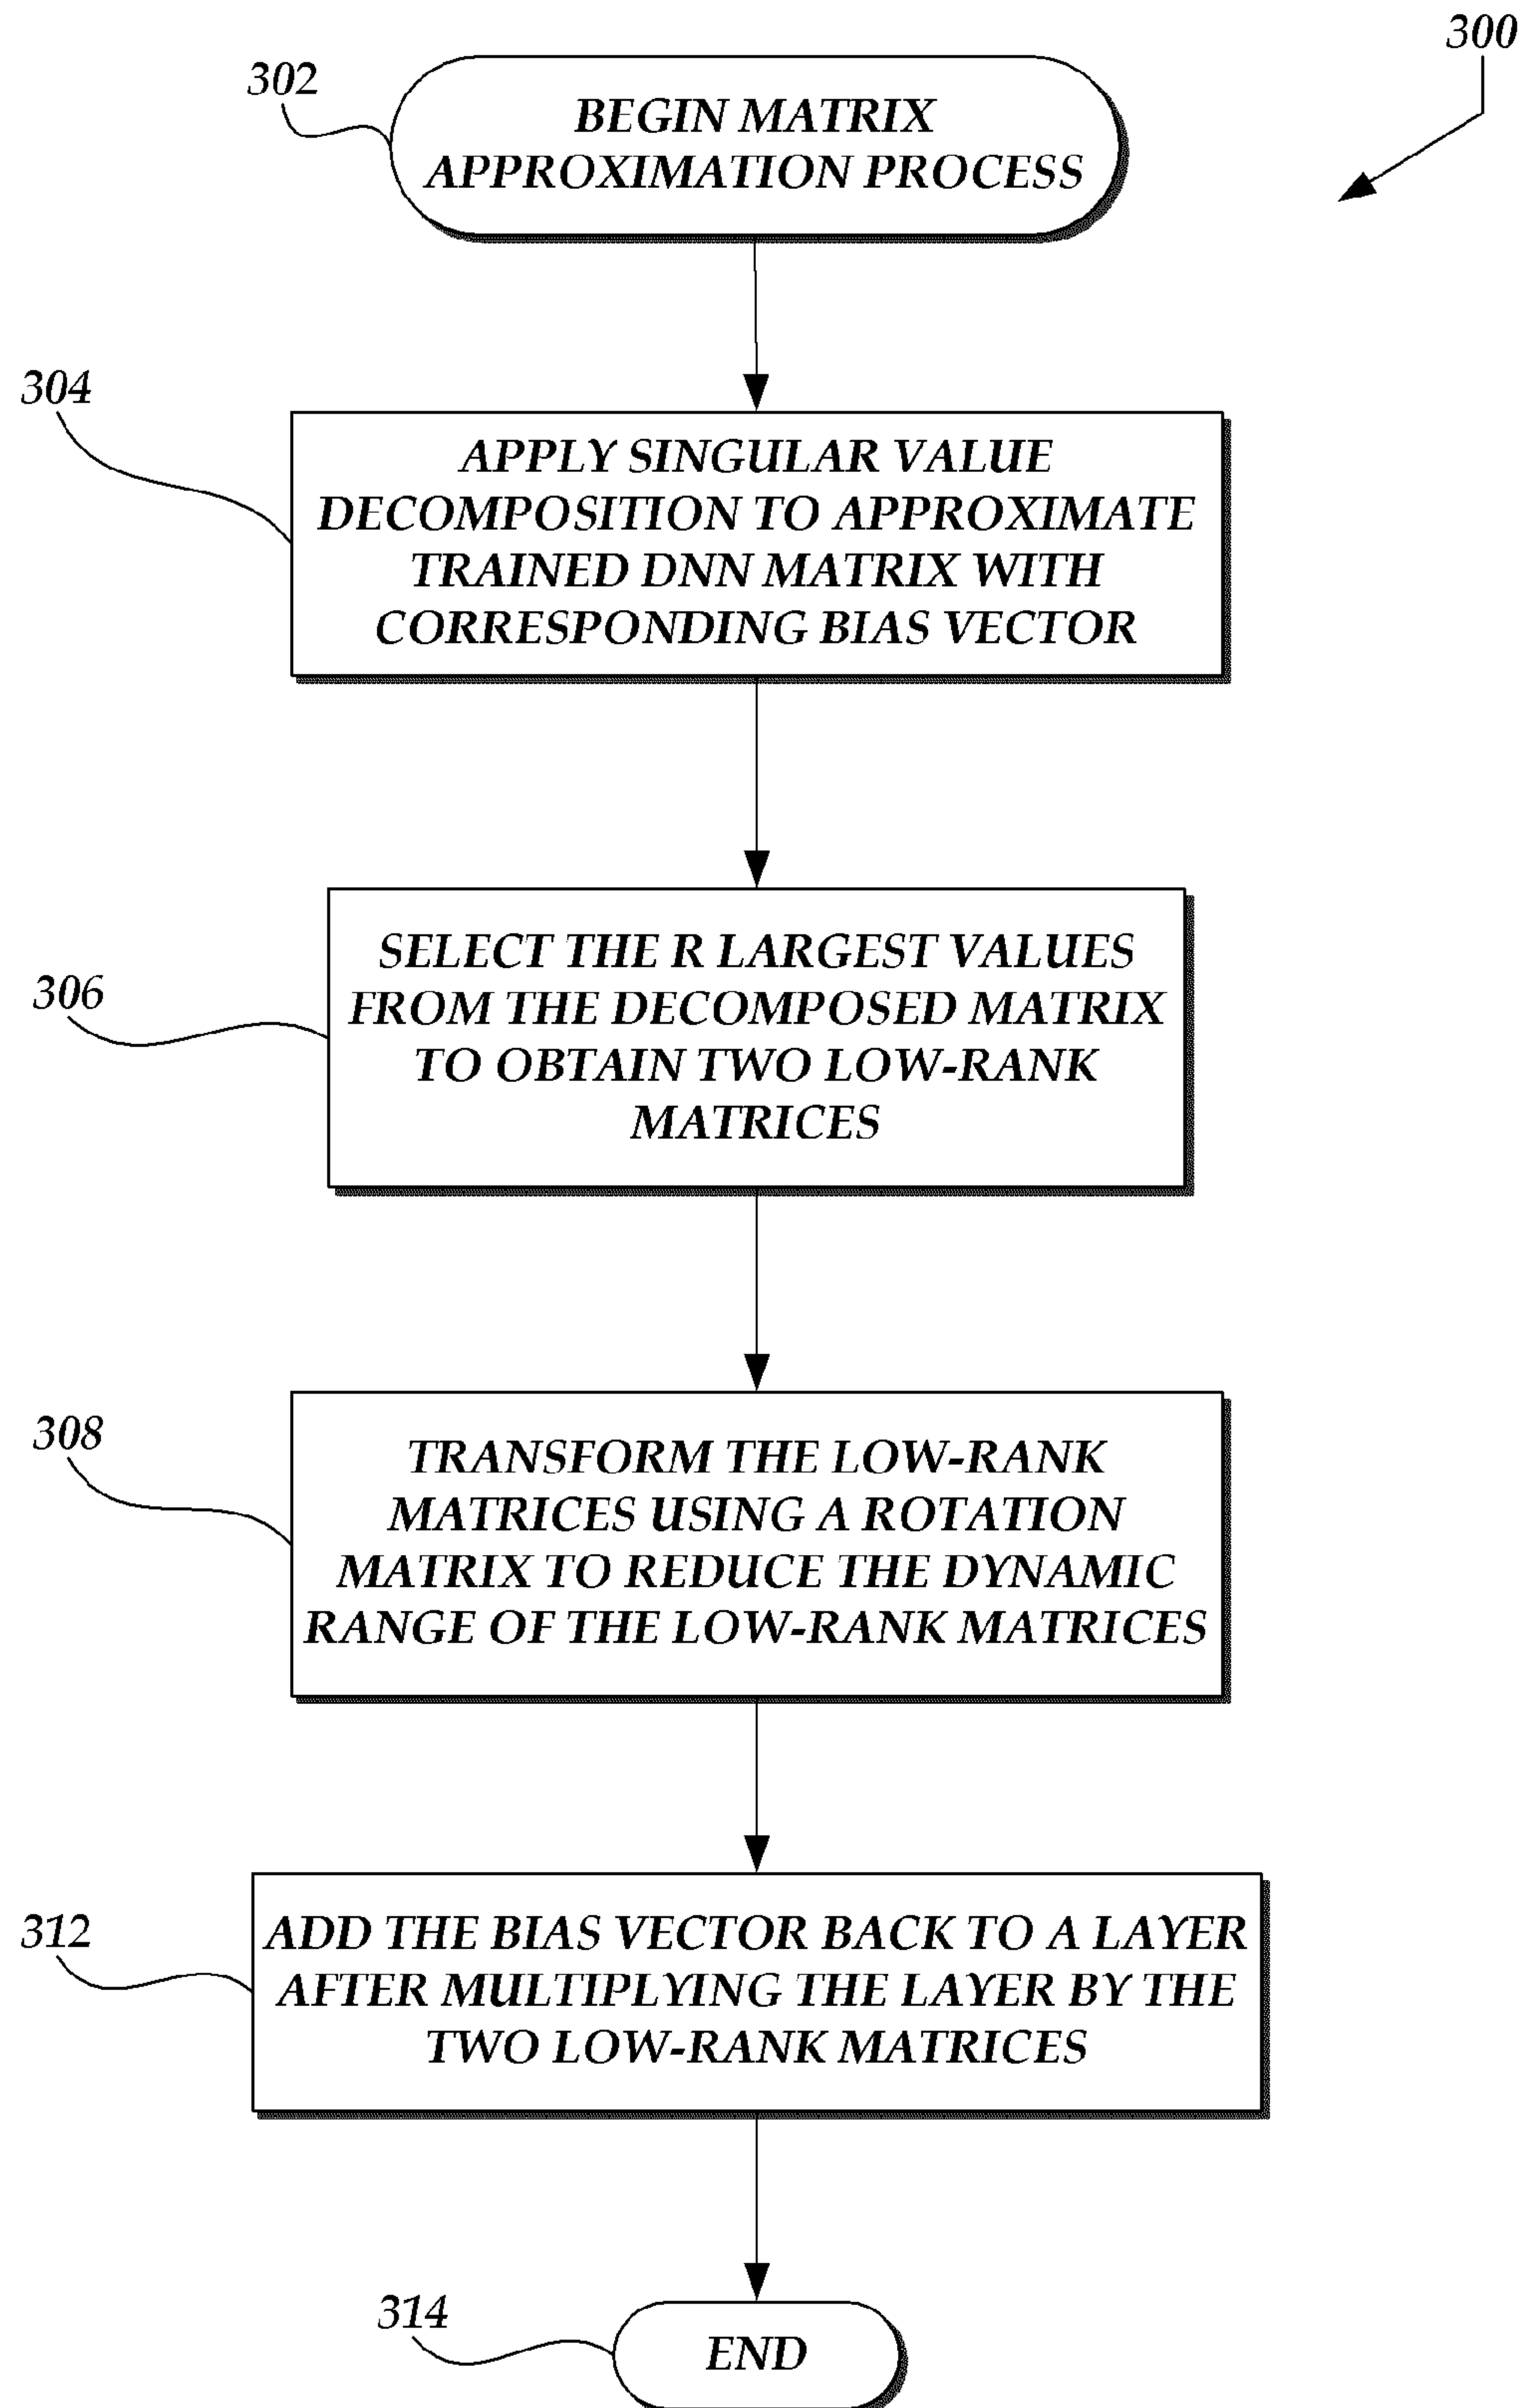 300
302
BEGIN MATRIX
APPROXIMATION PROCESS
304
APPLY SINGULAR VALUE
DECOMPOSITION TO APPROXIMATE
TRAINED DNN MATRIX WITH
CORRESPONDING BIAS VECTOR
306
SELECT THE R LARGEST VALUES
FROM THE DECOMPOSED MATRIX
TO OBTAIN TWO LOW-RANK
MATRICES
308
TRANSFORM THE LOW-RANK
MATRICES USING A ROTATION
MATRIX TO REDUCE THE DYNAMIC
RANGE OF THE LOW-RANK MATRICES
312
ADD THE BIAS VECTOR BACK TO A LAYER
AFTER MULTIPLYING THE LAYER BY THE
TWO LOW-RANK MATRICES
314
END